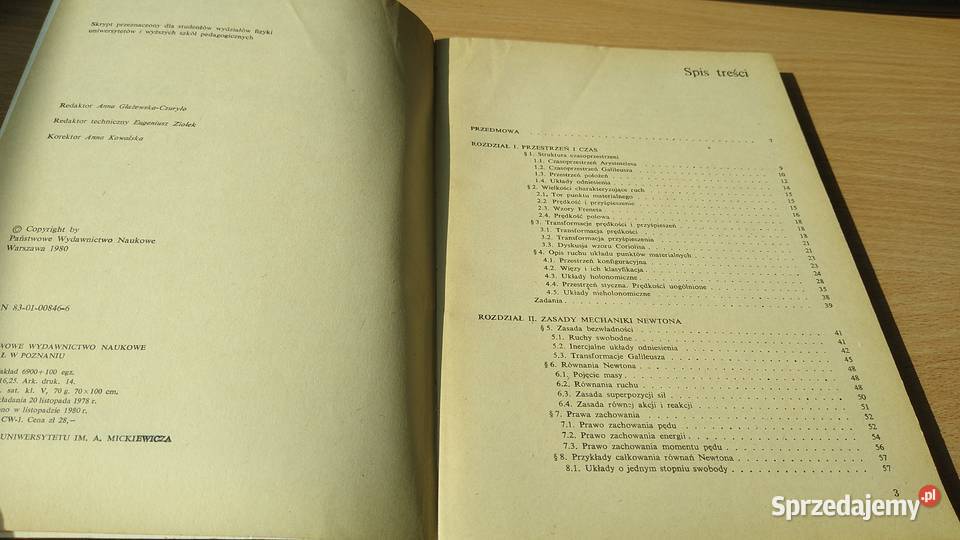 Skrypt przeznaczony dla studentów wydziałów fizyki
uniwersytetów i wyższych szkół pedagogicznych
Redaktor Anna Głażewska-Czuryło
Redaktor techniczny Eugeniusz Ziołek
Korektor Anna Kowalska
© Copyright by
Państwowe Wydawnictwo Naukowe
Warszawa 1980
N 83-01-00846-6
WOWE WYDAWNICTWO NAUKOWE
Ł W POZNANIU
kład 6900+100 egz.
16,25. Ark. druk. 14.
sat. kl. V, 70 g. 70×100 cm.
kładania 20 listopada 1978 r.
no w listopadzie 1980 r.
CW-1. Cena zł 28,—
UNIWERSYTETU IM. A. MICKIEWICZA
Spis treści
PRZEDMOWA 7
ROZDZIAŁ I. PRZESTRZEŃ I CZAS
§ 1. Struktura czasoprzestrzeni 9
1.1. Czasoprzestrzeń Arystotelesa
1.2. Czasoprzestrzeń Galileusza 10
1.3. Przestrzeń położeń 12
1.4. Układy odniesienia 14
§ 2. Wielkości charakteryzujące ruch 15
2.1. Tor punktu materialnego 15
2.2 Prędkość i przyśpieszenie 15
2.3. Wzory Freneta 16
2.4. Prędkość polowa 18
§ 3. Transformacje prędkości i przyśpieszeń 18
3.1. Transformacja prędkości 18
3.2. Transformacja przyśpieszenia 21
3.3. Dyskusja wzoru Coriolisa 21
§ 4. Opis ruchu układu punktów materialnych 23
4.1. Przestrzeń konfiguracyjna 23
4.2. Więzy i ich klasyfikacja 24
4.3. Układy holonomiczne 28
4.4. Przestrzeń styczna. Prędkości uogólnione 35
4.5. Układy nieholonomiczne 38
Zadania 39
ROZDZIAŁ II. ZASADY MECHANIKI NEWTONA
§ 5. Zasada bezwładności 41
5.1. Ruchy swobodne 41
5.2. Inercjalne układy odniesienia 42
5.3. Transformacje Galileusza 45
§ 6. Równania Newtona 48
6.1. Pojęcie masy 48
6.2. Równania ruchu 48
6.3. Zasada superpozycji sił 50
6.4. Zasada równej akcji i reakcji 51
§ 7. Prawa zachowania 52
7.1. Prawo zachowania pędu 52
7.2. Prawo zachowania energii 54
7.3. Prawo zachowania momentu pędu 56
§ 8. Przykłady całkowania równań Newtona 57
8.1. Układy o jednym stopniu swobody 57
3
Sprzedajemy.pl